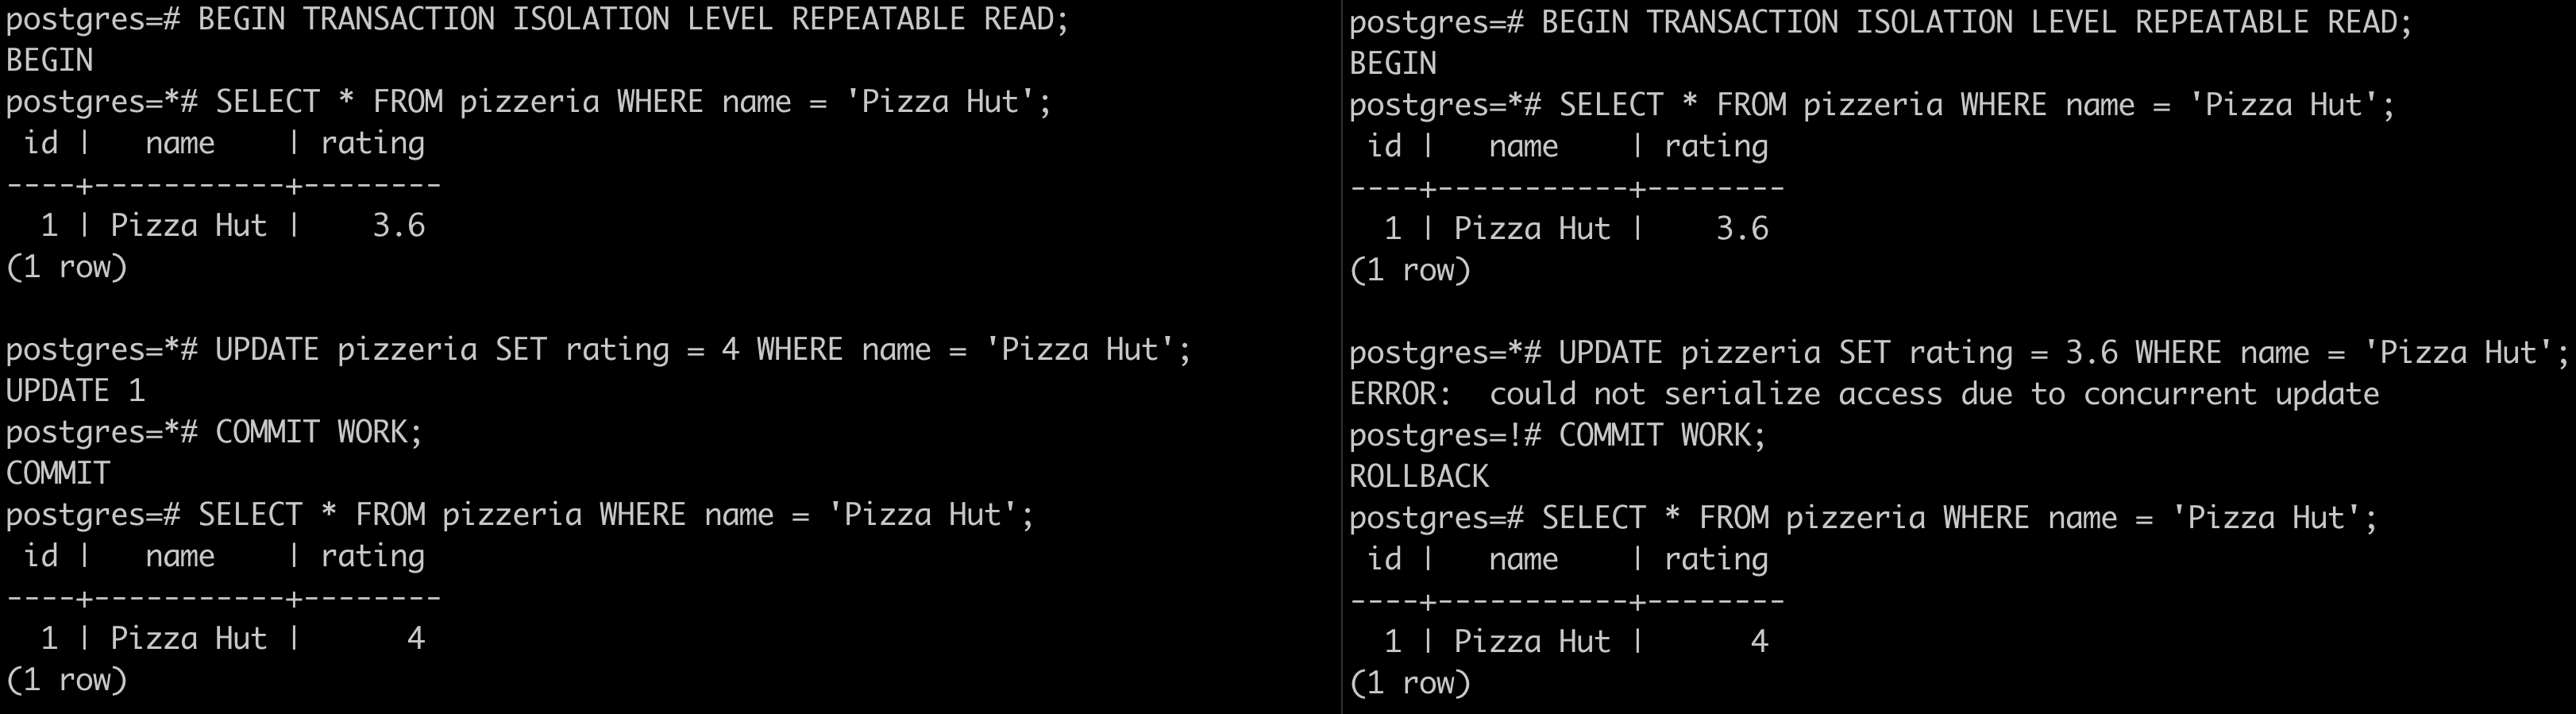 postgres=# BEGIN TRANSACTION ISOLATION LEVEL REPEATABLE READ;
BEGIN
postgres=*# SELECT * FROM pizzeria WHERE name = 'Pizza Hut';
 id |   name    | rating
----+-----------+--------
  1 | Pizza Hut |    3.6
(1 row)

postgres=*# UPDATE pizzeria SET rating = 4 WHERE name = 'Pizza Hut';
UPDATE 1
postgres=*# COMMIT WORK;
COMMIT
postgres=# SELECT * FROM pizzeria WHERE name = 'Pizza Hut';
 id |   name    | rating
----+-----------+--------
  1 | Pizza Hut |      4
(1 row)

postgres=# BEGIN TRANSACTION ISOLATION LEVEL REPEATABLE READ;
BEGIN
postgres=*# SELECT * FROM pizzeria WHERE name = 'Pizza Hut';
 id |   name    | rating
----+-----------+--------
  1 | Pizza Hut |    3.6
(1 row)

postgres=*# UPDATE pizzeria SET rating = 3.6 WHERE name = 'Pizza Hut';
ERROR:  could not serialize access due to concurrent update
postgres=!# COMMIT WORK;
ROLLBACK
postgres=# SELECT * FROM pizzeria WHERE name = 'Pizza Hut';
 id |   name    | rating
----+-----------+--------
  1 | Pizza Hut |      4
(1 row)